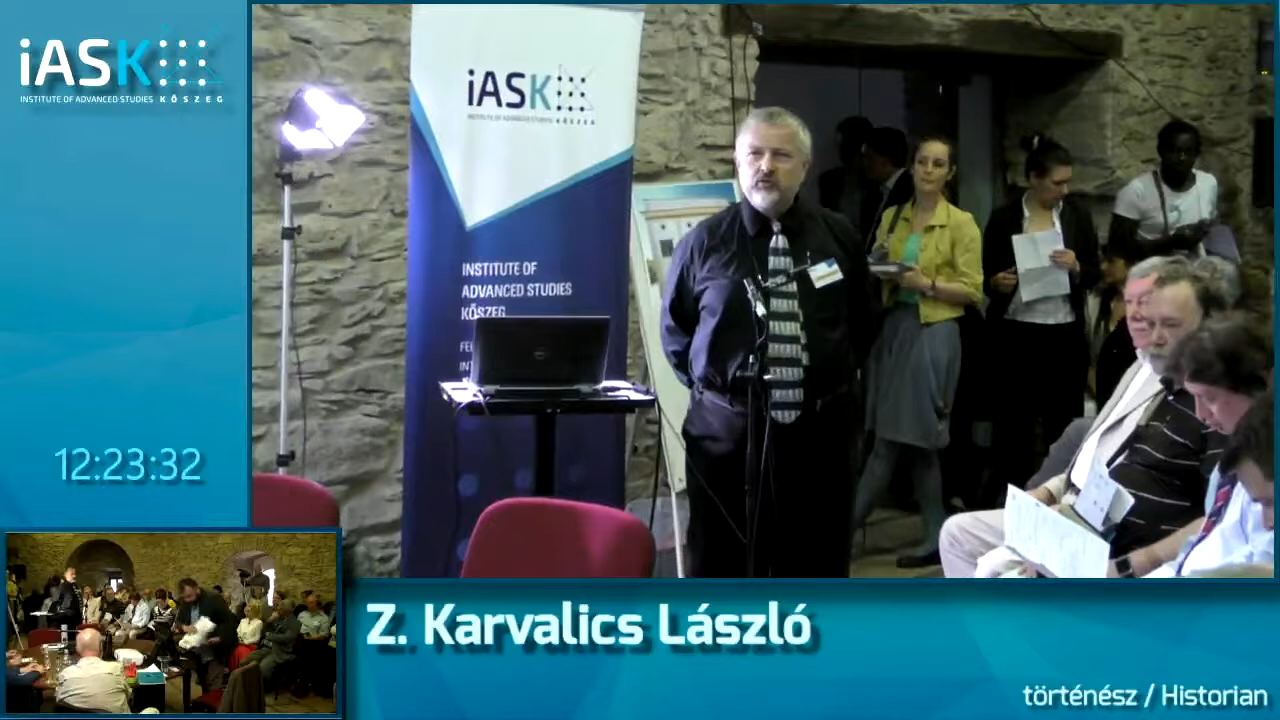 iASK
INSTITUTE OF ADVANCED STUDIES KŐSZEG
iASK
INSTITUTE OF ADVANCED STUDIES KŐSZEG
INSTITUTE OF
ADVANCED STUDIES
KŐSZEG
12:23:32
Z. Karvalics László
történész / Historian